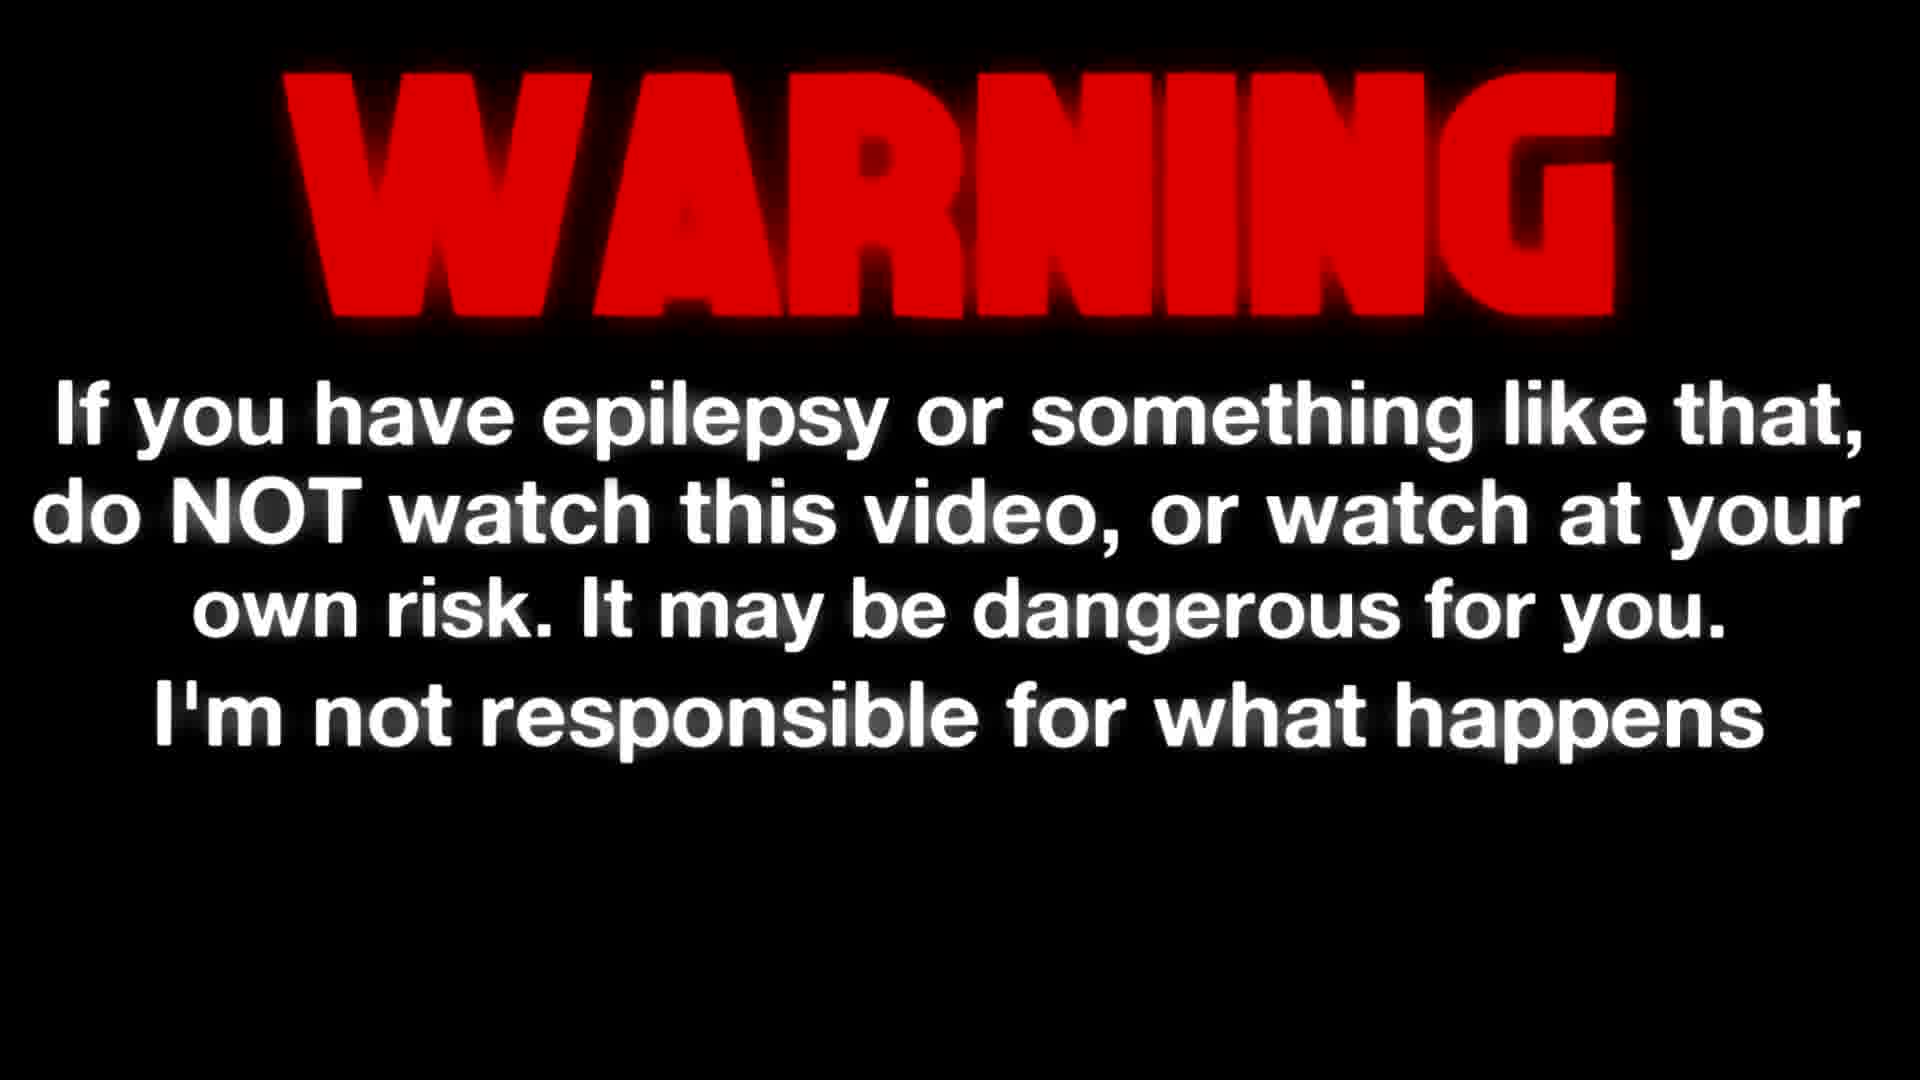 WARNING
If you have epilepsy or something like that,
do NOT watch this video, or watch at your
own risk. It may be dangerous for you.
I'm not responsible for what happens